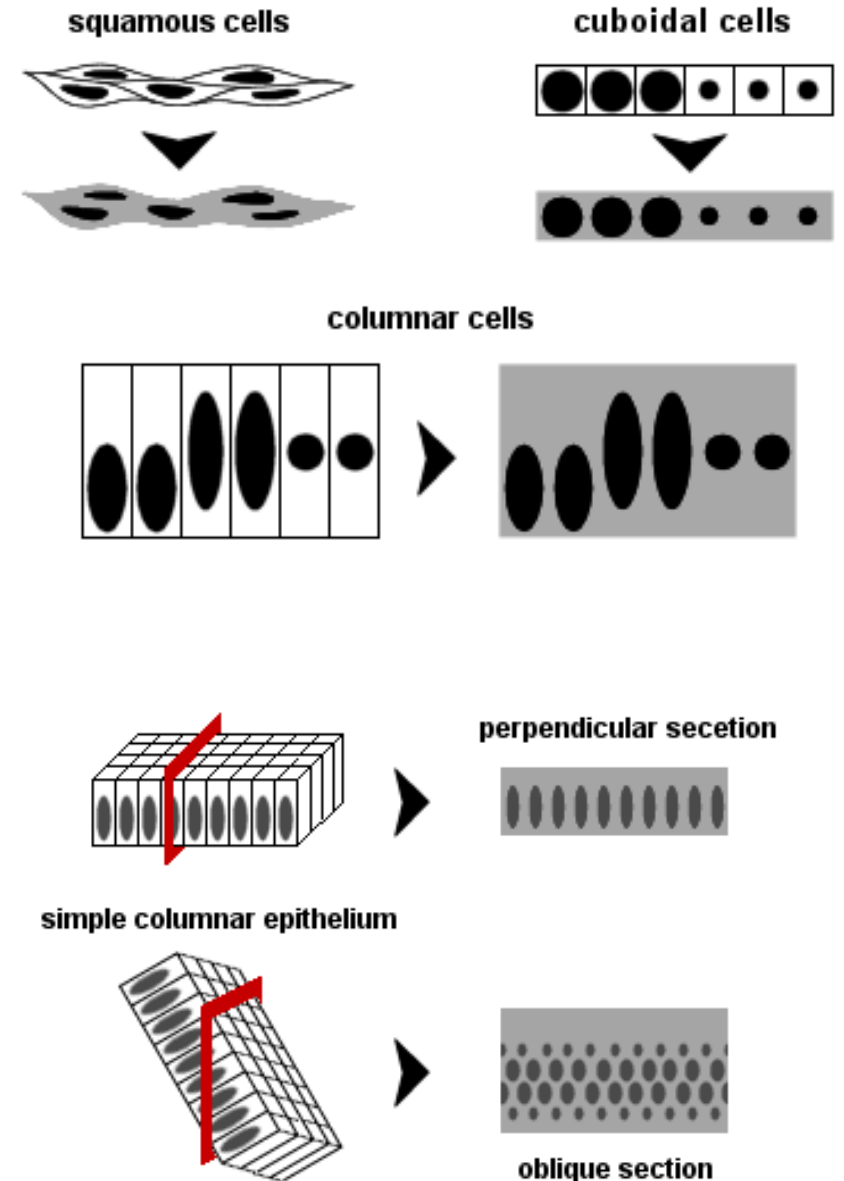 squamous cells
cuboidal cells
columnar cells
perpendicular secetion
simple columnar epithelium
oblique section